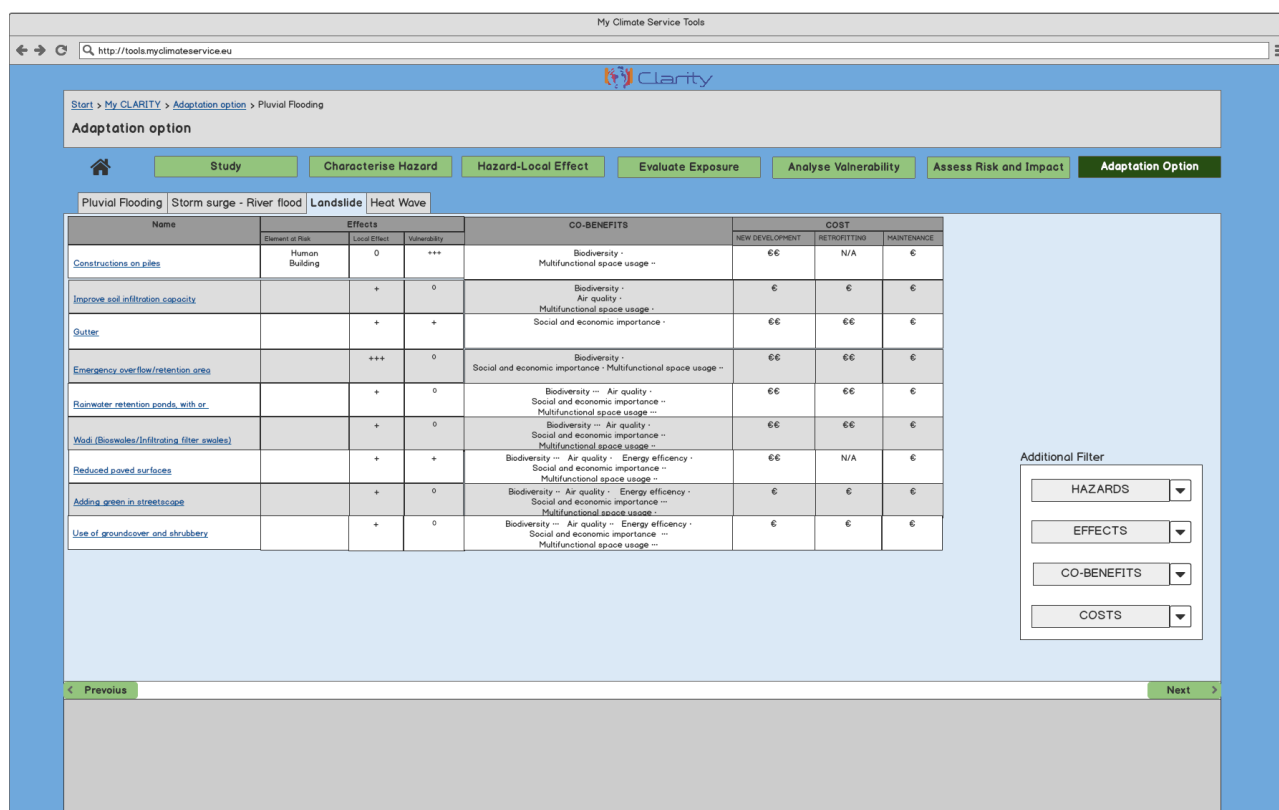 My Climate Service Tools
http://tools.myclimateservice.eu
Clarity
Start > My CLARITY > Adaptation option > Pluvial Flooding
Adaptation option
Study Characterise Hazard Hazard-Local Effect Evaluate Exposure Analyse Valnerability Assess Risk and Impact Adaptation Option
Pluvial Flooding Storm surge - River flood Landslide Heat Wave
Name Effects CO-BENEFITS COST
Element at Risk Local Effect Vulnerability NEW DEVELOPMENT RETROFITTING MAINTENANCE
Constructions on piles Human Building 0 +++ Biodiversity · €€ N/A €
Multifunctional space usage ··
Improve soil infiltration capacity + 0 Biodiversity · € € €
Air quality ·
Multifunctional space usage ·
Gutter + + Social and economic importance · €€ €€ €
Emergency overflow/retention area +++ 0 Biodiversity · €€ €€ €
Social and economic importance · Multifunctional space usage ··
Rainwater retention ponds, with or + 0 Biodiversity ··· Air quality · €€ €€ €
Social and economic importance ··
Multifunctional space usage ···
Wadi (Bioswales/Infiltrating filter swales) + 0 Biodiversity ··· Air quality · €€ €€ €
Social and economic importance ··
Multifunctional space usage ··
Reduced paved surfaces + + Biodiversity ··· Air quality · Energy efficency · €€ N/A €
Social and economic importance ··
Multifunctional space usage ··
Adding green in streetscape + 0 Biodiversity ·· Air quality · Energy efficency · € € €
Social and economic importance ···
Multifunctional space usage ·
Use of groundcover and shrubbery + 0 Biodiversity ··· Air quality ·· Energy efficency · € € €
Social and economic importance ···
Multifunctional space usage ···
Additional Filter
HAZARDS
EFFECTS
CO-BENEFITS
COSTS
< Prevoius
Next >